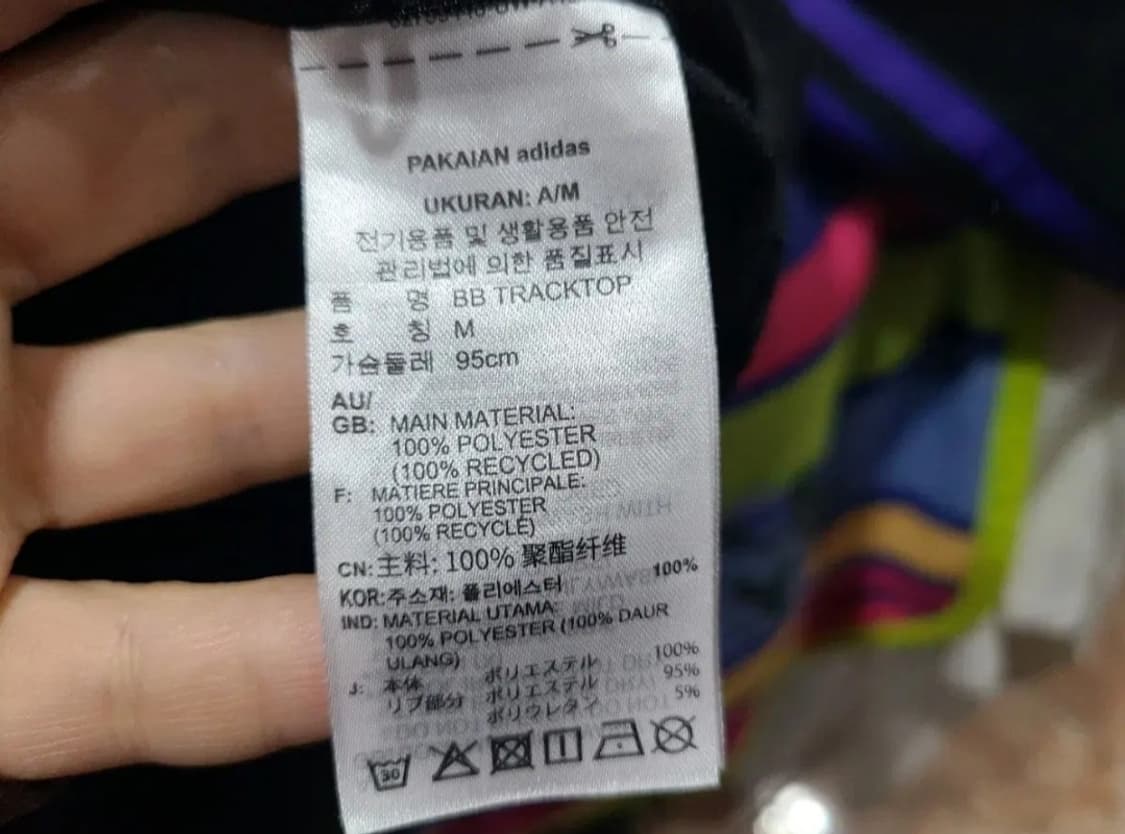 PAKAIAN adidas
UKURAN: A/M
전기용품 및 생활용품 안전
관리법에 의한 품질표시
품 명 BB TRACKTOP
호 칭 M
가슴둘레 95cm
AU/
GB: MAIN MATERIAL:
100% POLYESTER
(100% RECYCLED)
F: MATIERE PRINCIPALE:
100% POLYESTER
(100% RECYCLÉ)
CN:主料: 100% 聚酯纤维
KOR:주소재: 폴리에스터 100%
IND: MATERIAL UTAMA:
100% POLYESTER (100% DAUR
ULANG)
J: 本体 ポリエステル 100%
リブ部分 ポリエステル 95%
ポリウレタン 5%
30